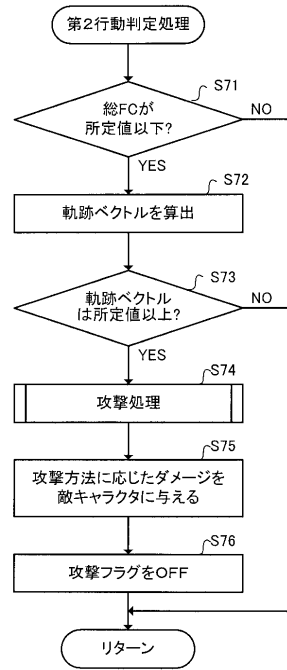 第2行動判定処理
S71
総FCが
所定値以下?
NO
YES
S72
軌跡ベクトルを算出
S73
軌跡ベクトル
は所定値以上?
NO
YES
S74
攻撃処理
S75
攻撃方法に応じたダメージを
敵キャラクタに与える
S76
攻撃フラグをOFF
リターン